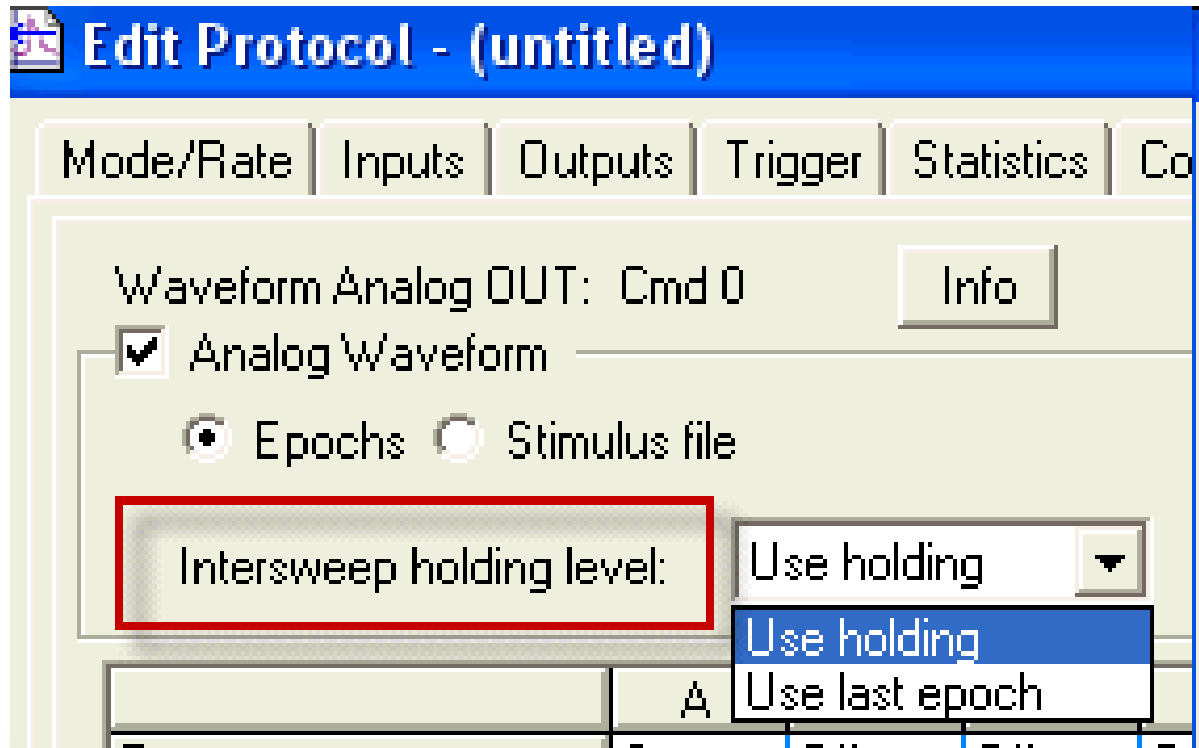 Edit Protocol - (untitled)
Mode/Rate Inputs Outputs Trigger Statistics Co
Waveform Analog OUT: Cmd 0 Info
Analog Waveform
Epochs Stimulus file
Intersweep holding level: Use holding
Use holding
Use last epoch
A